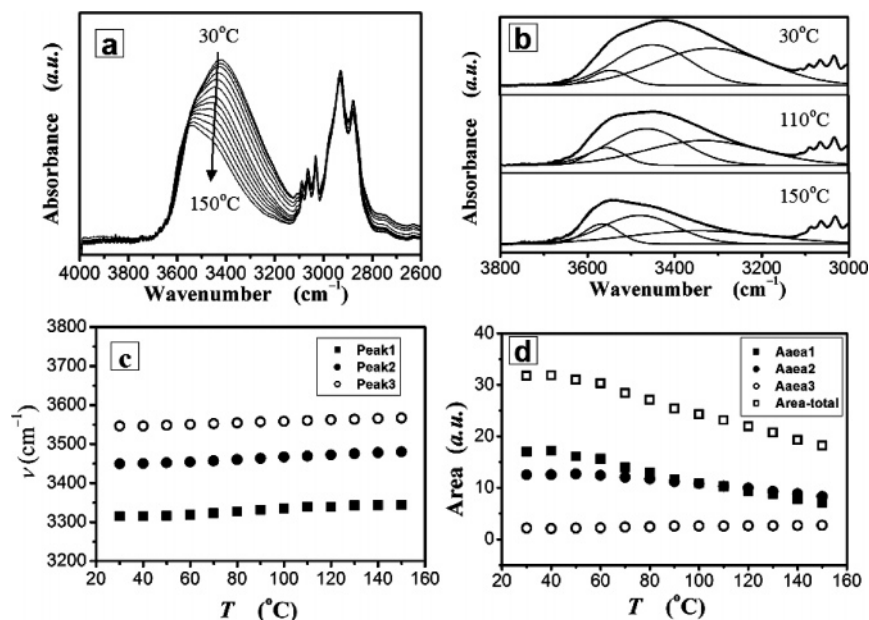 a
30°C
150°C
Absorbance (a.u.)
4000 3600 3200 2800 2600
Wavenumber (cm⁻¹)
b
30°C
110°C
150°C
Absorbance (a.u.)
3800 3600 3400 3200 3000
Wavenumber (cm⁻¹)
c
Peak1
Peak2
Peak3
3800
3700
3600
3500
3400
3300
3200
ν (cm⁻¹)
20 40 60 80 100 120 140 160
T (°C)
d
Aaea1
Aaea2
Aaea3
Area-total
40
30
20
10
0
Area (a.u.)
20 40 60 80 100 120 140 160
T (°C)